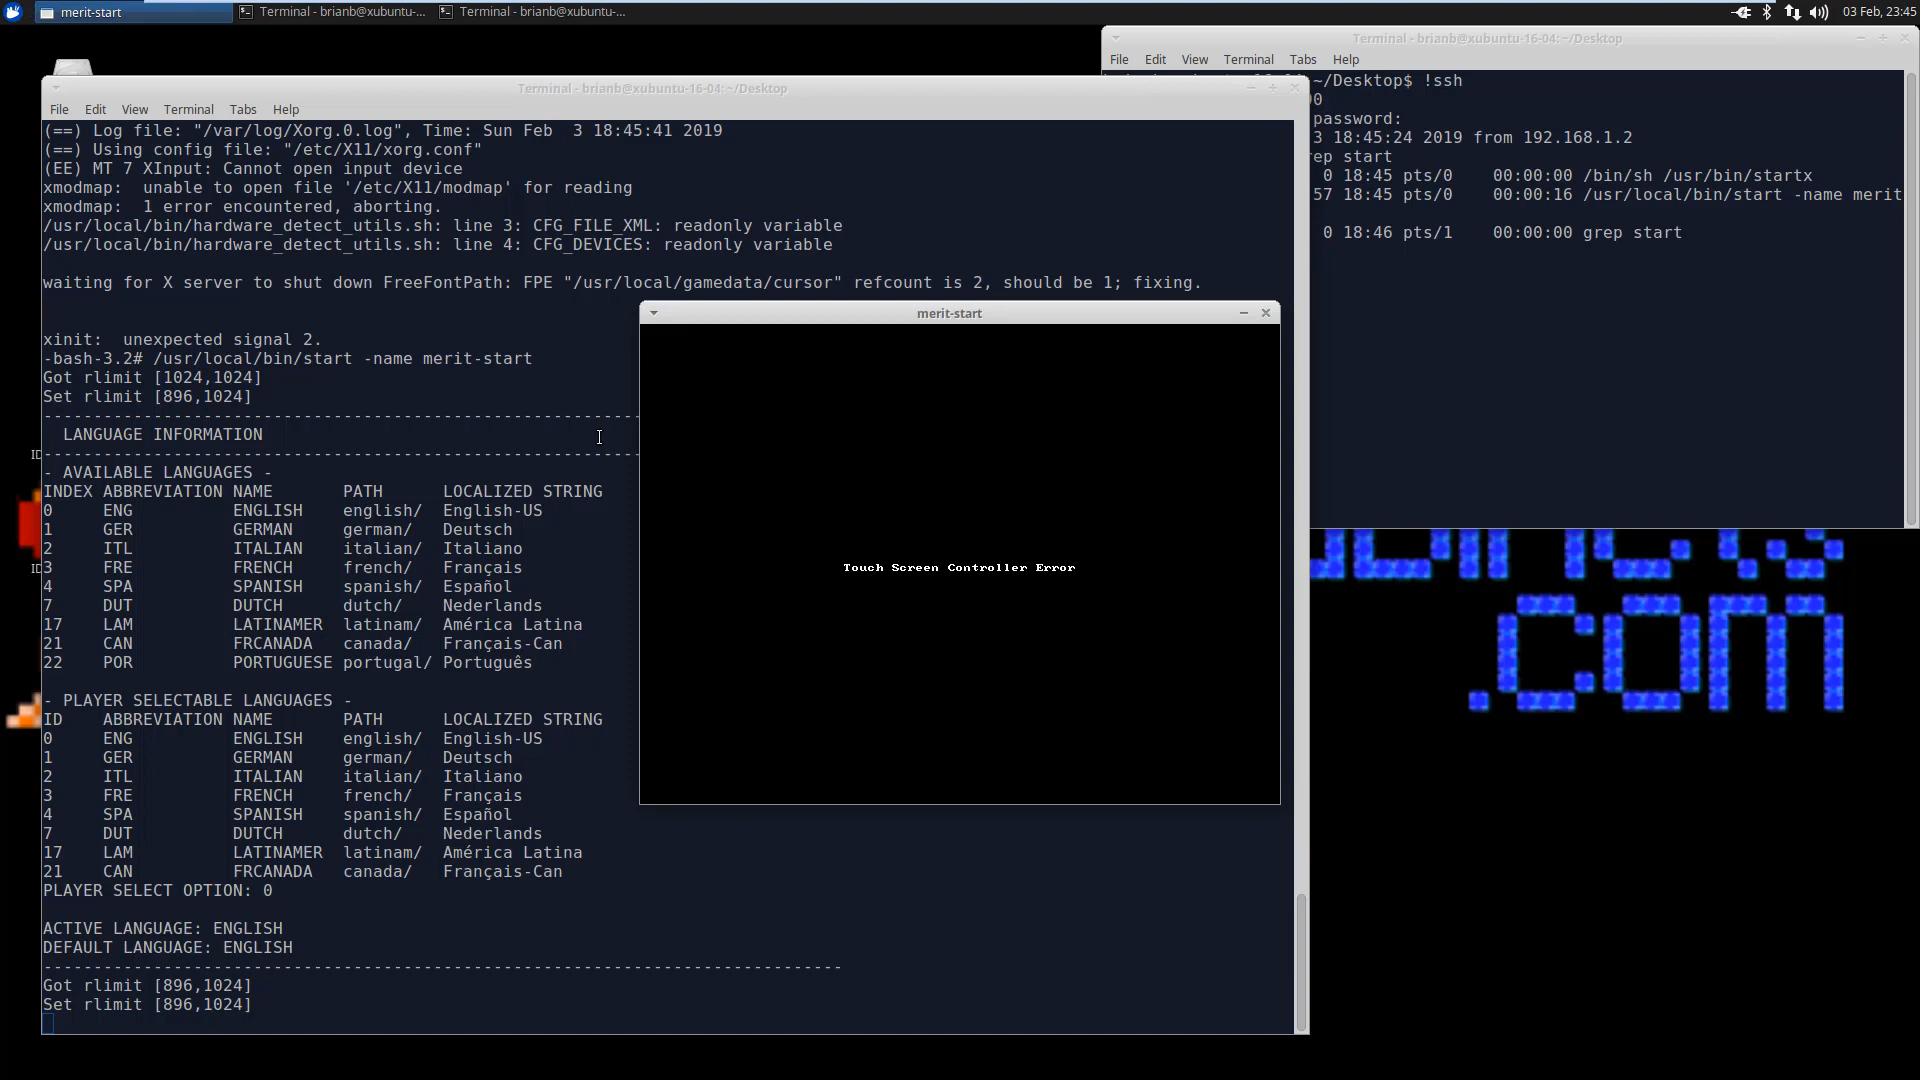 merit-start
Terminal - brianb@xubuntu-...
Terminal - brianb@xubuntu-...
03 Feb, 23:45
Terminal - brianb@xubuntu-16-04: ~/Desktop
File Edit View Terminal Tabs Help
~/Desktop$ !ssh
password:
3 18:45:24 2019 from 192.168.1.2
ep start
0 18:45 pts/0    00:00:00 /bin/sh /usr/bin/startx
57 18:45 pts/0    00:00:16 /usr/local/bin/start -name merit
0 18:46 pts/1    00:00:00 grep start
Terminal - brianb@xubuntu-16-04: ~/Desktop
File Edit View Terminal Tabs Help
(==) Log file: "/var/log/Xorg.0.log", Time: Sun Feb  3 18:45:41 2019
(==) Using config file: "/etc/X11/xorg.conf"
(EE) MT 7 XInput: Cannot open input device
xmodmap:  unable to open file '/etc/X11/modmap' for reading
xmodmap:  1 error encountered, aborting.
/usr/local/bin/hardware_detect_utils.sh: line 3: CFG_FILE_XML: readonly variable
/usr/local/bin/hardware_detect_utils.sh: line 4: CFG_DEVICES: readonly variable
waiting for X server to shut down FreeFontPath: FPE "/usr/local/gamedata/cursor" refcount is 2, should be 1; fixing.
xinit:  unexpected signal 2.
-bash-3.2# /usr/local/bin/start -name merit-start
Got rlimit [1024,1024]
Set rlimit [896,1024]
--------------------------------------------------------
LANGUAGE INFORMATION
--------------------------------------------------------
- AVAILABLE LANGUAGES -
INDEX ABBREVIATION NAME       PATH      LOCALIZED STRING
0     ENG          ENGLISH    english/  English-US
1     GER          GERMAN     german/   Deutsch
2     ITL          ITALIAN    italian/  Italiano
3     FRE          FRENCH     french/   Français
4     SPA          SPANISH    spanish/  Español
7     DUT          DUTCH      dutch/    Nederlands
17    LAM          LATINAMER  latinam/  América Latina
21    CAN          FRCANADA   canada/   Français-Can
22    POR          PORTUGUESE portugal/ Português
- PLAYER SELECTABLE LANGUAGES -
ID    ABBREVIATION NAME       PATH      LOCALIZED STRING
0     ENG          ENGLISH    english/  English-US
1     GER          GERMAN     german/   Deutsch
2     ITL          ITALIAN    italian/  Italiano
3     FRE          FRENCH     french/   Français
4     SPA          SPANISH    spanish/  Español
7     DUT          DUTCH      dutch/    Nederlands
17    LAM          LATINAMER  latinam/  América Latina
21    CAN          FRCANADA   canada/   Français-Can
PLAYER SELECT OPTION: 0
ACTIVE LANGUAGE: ENGLISH
DEFAULT LANGUAGE: ENGLISH
--------------------------------------------------------------------------------
Got rlimit [896,1024]
Set rlimit [896,1024]
merit-start
Touch Screen Controller Error
.com